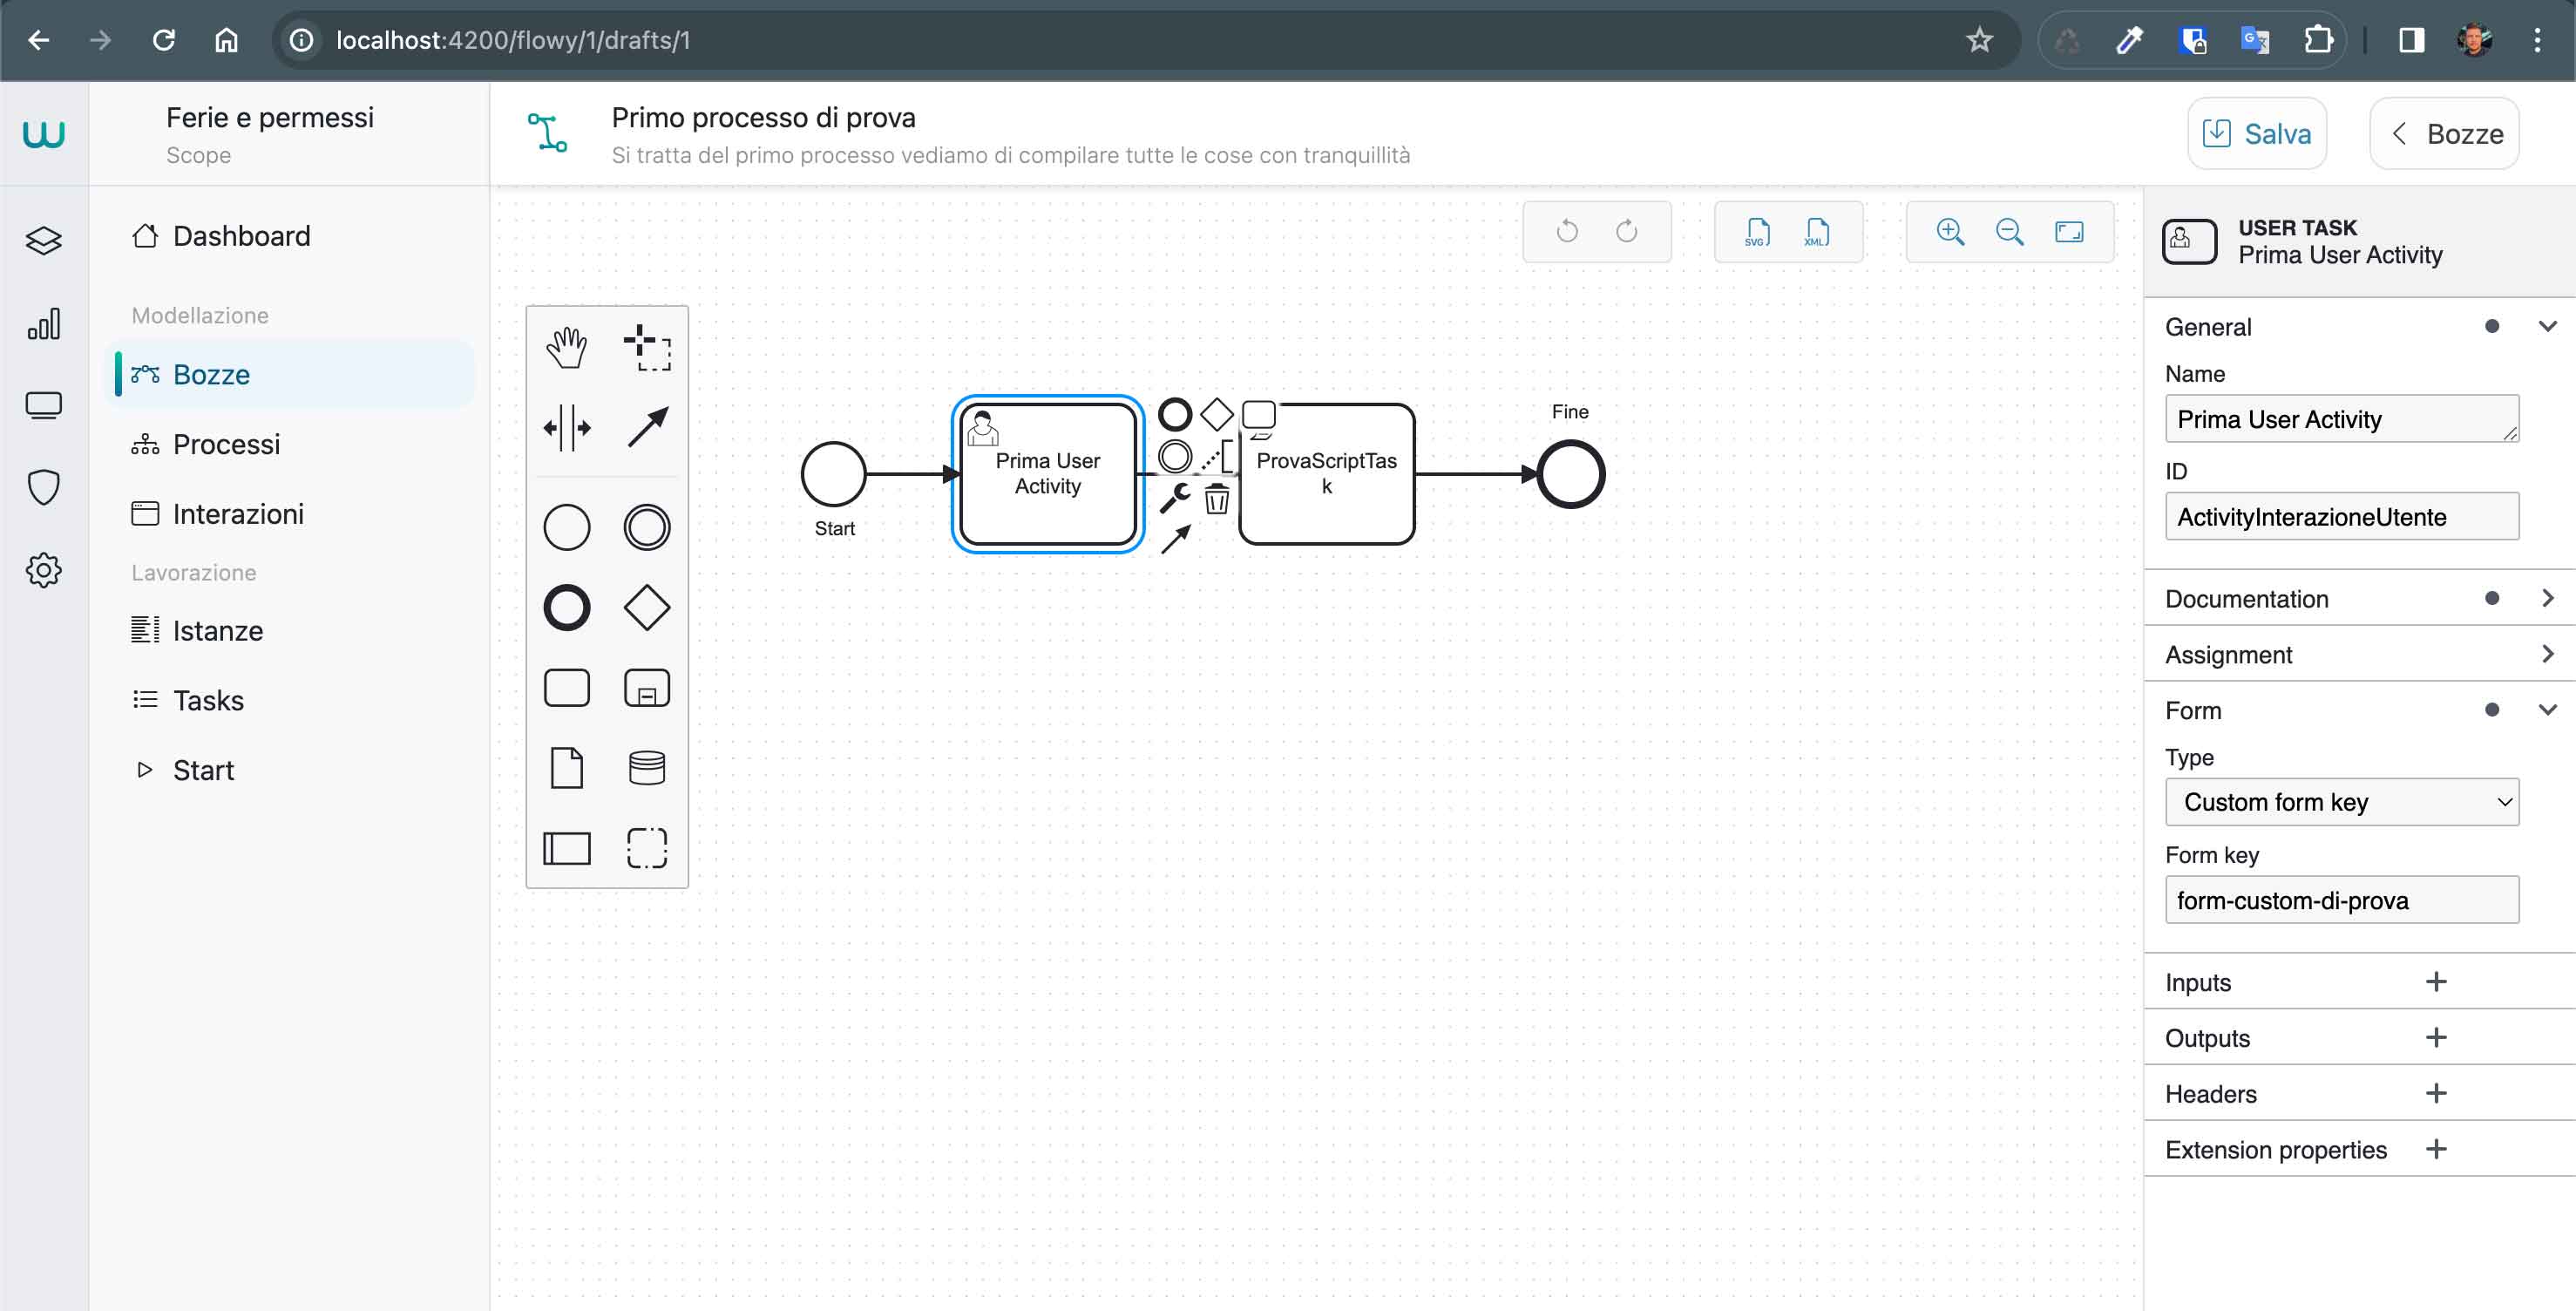 localhost:4200/flowy/1/drafts/1
Ferie e permessi
Scope
Primo processo di prova
Si tratta del primo processo vediamo di compilare tutte le cose con tranquillità
Salva
Bozze
Dashboard
Modellazione
Bozze
Processi
Interazioni
Lavorazione
Istanze
Tasks
Start
SVG
XML
Start
Prima User
Activity
ProvaScriptTas
k
Fine
USER TASK
Prima User Activity
General
Name
Prima User Activity
ID
ActivityInterazioneUtente
Documentation
Assignment
Form
Type
Custom form key
Form key
form-custom-di-prova
Inputs
Outputs
Headers
Extension properties